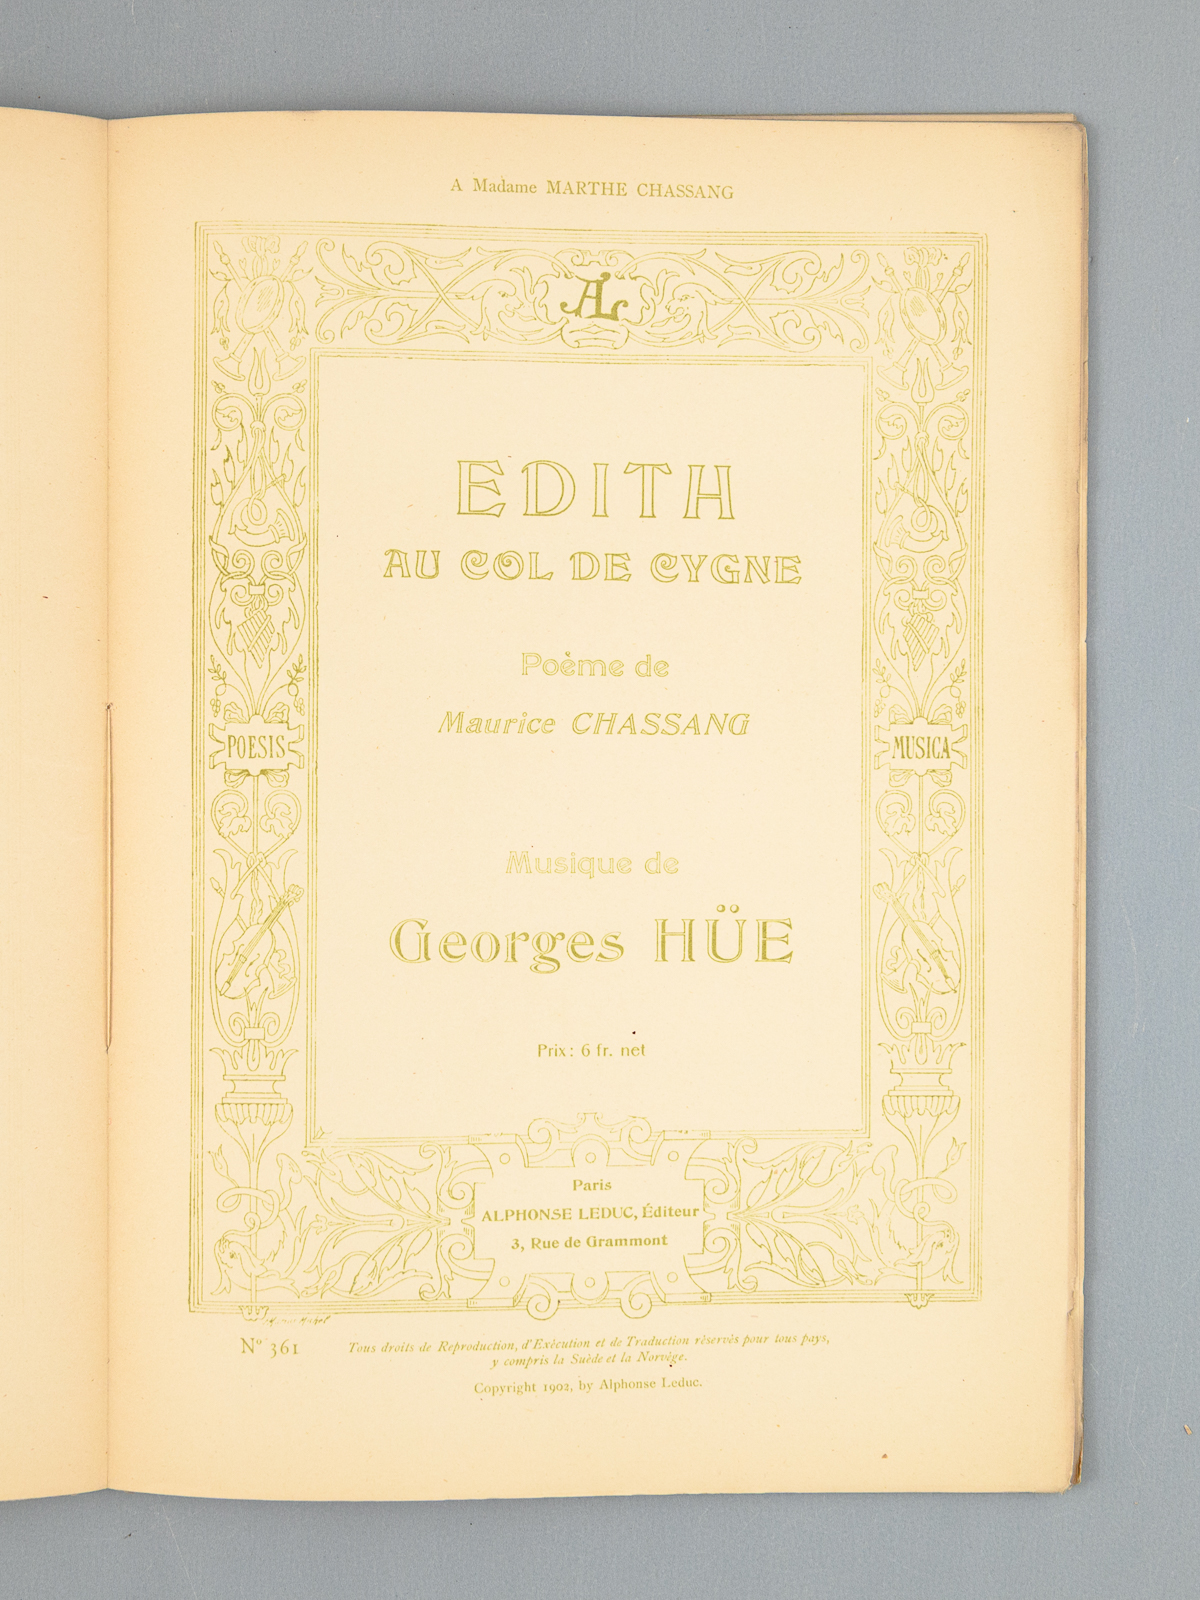 A Madame MARTHE CHASSANG
AL
EDITH
AU COL DE CYGNE
Poème de
Maurice CHASSANG
POESIS
MUSICA
Musique de
Georges HÜE
Prix: 6 fr. net
Paris
ALPHONSE LEDUC, Éditeur
3, Rue de Grammont
Nº 361
Tous droits de Reproduction, d'Exécution et de Traduction réservés pour tous pays,
y compris la Suède et la Norvège.
Copyright 1902, by Alphonse Leduc.